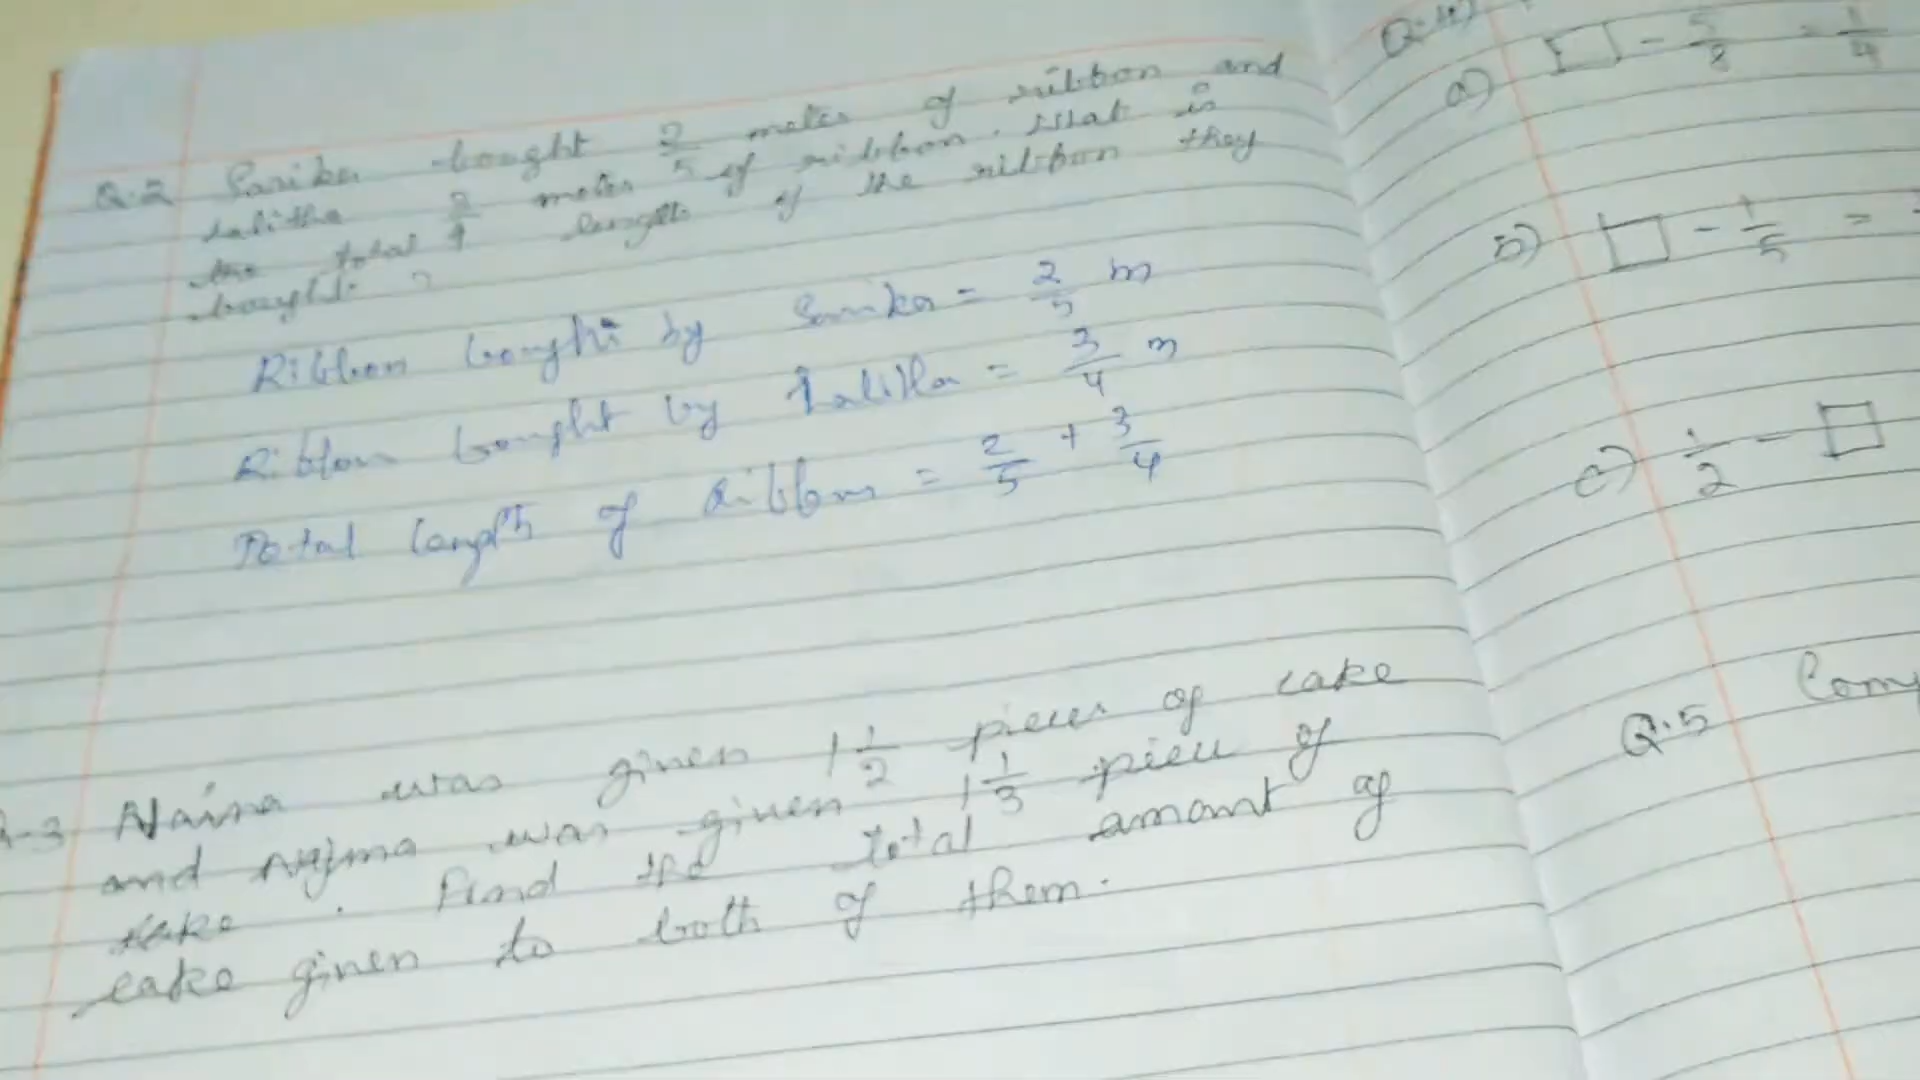 Q.2 Sarika bought 2/5 meter of ribbon and
Lalitha 3/4 meter of ribbon. What is
the total length of the ribbon they
bought ?
Ribbon bought by Sarika = 2/5 m
Ribbon bought by Lalitha = 3/4 m
Total length of Ribbon = 2/5 + 3/4
Naina was given 1 1/2 pieces of cake
and Najma was given 1 1/3 piece of
cake. Find the total amount of
cake given to both of them.
a) □ - 5/8 = 1/4
b) □ - 1/5 =
c) 1/2 - □
Q.5